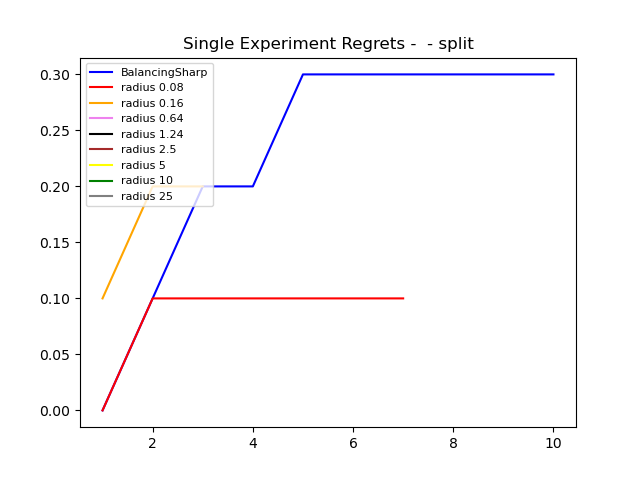 Single Experiment Regrets -  - split
0.30
0.25
0.20
0.15
0.10
0.05
0.00
BalancingSharp
radius 0.08
radius 0.16
radius 0.64
radius 1.24
radius 2.5
radius 5
radius 10
radius 25
2 4 6 8 10